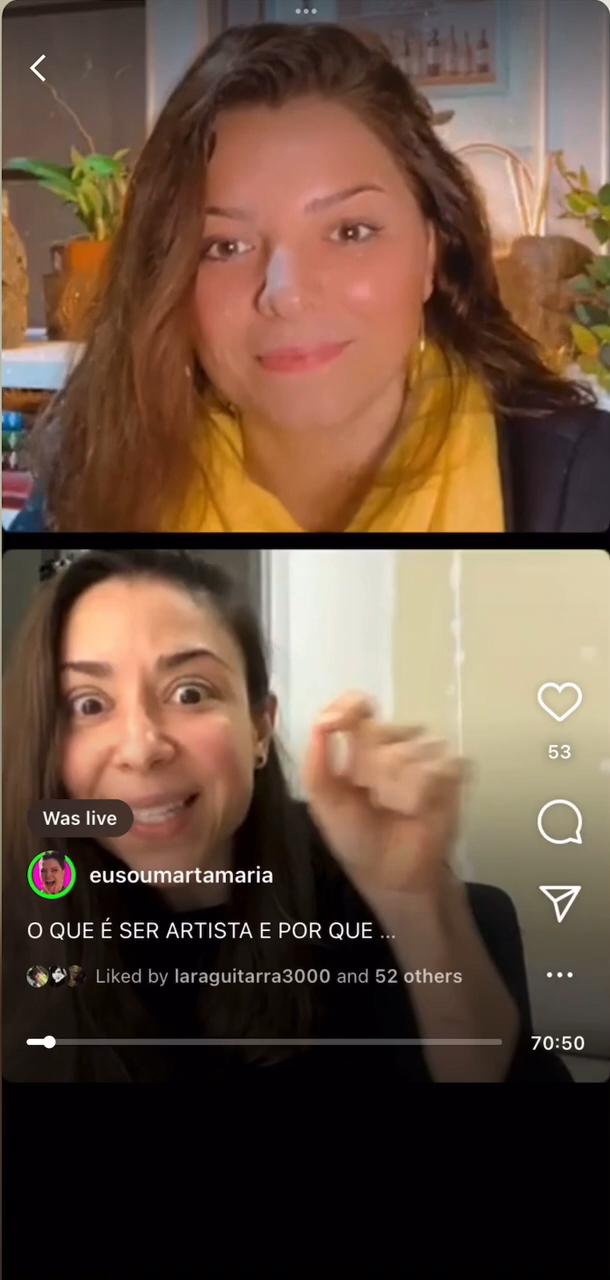 Was live
eusoumartamaria
O QUE É SER ARTISTA E POR QUE ...
Liked by laraguitarra3000 and 52 others
53
70:50